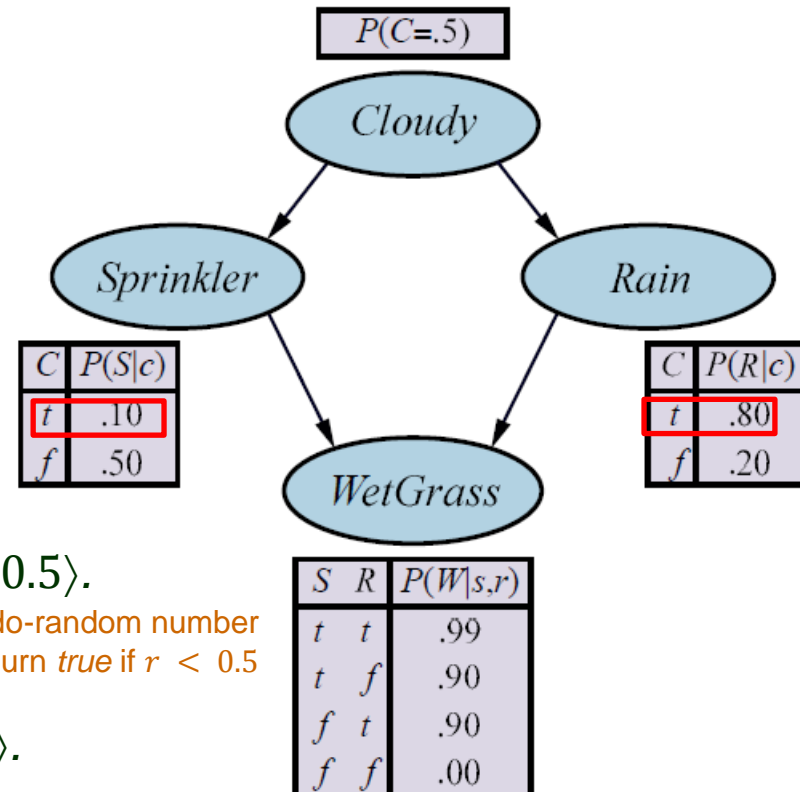 P(C=.5)
Cloudy
Sprinkler
Rain
C P(S|c)
t .10
f .50
C P(R|c)
t .80
f .20
WetGrass
S R P(W|s,r)
t t .99
t f .90
f t .90
f f .00
0.5⟩.
do-random number
urn true if r < 0.5
⟩.